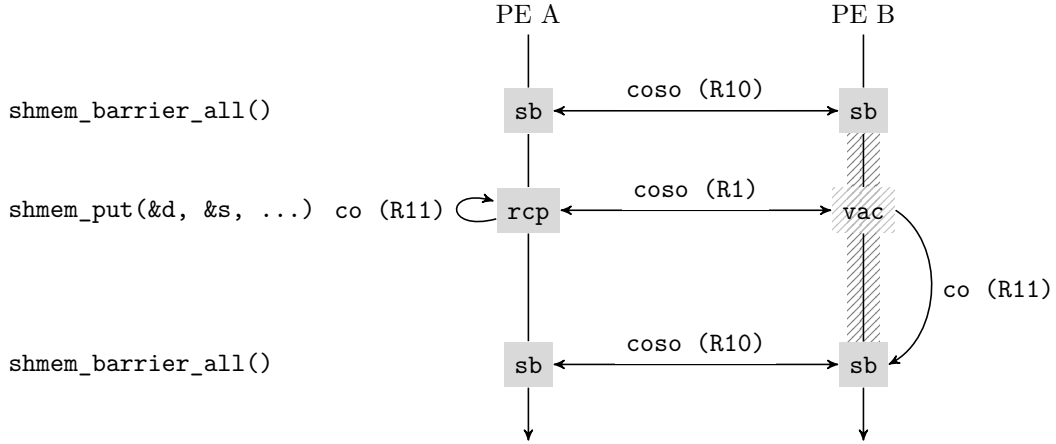 PE A PE B
coso (R10)
shmem_barrier_all() sb sb
coso (R1)
shmem_put(&d, &s, ...) co (R11) rcp vac
co (R11)
coso (R10)
shmem_barrier_all() sb sb